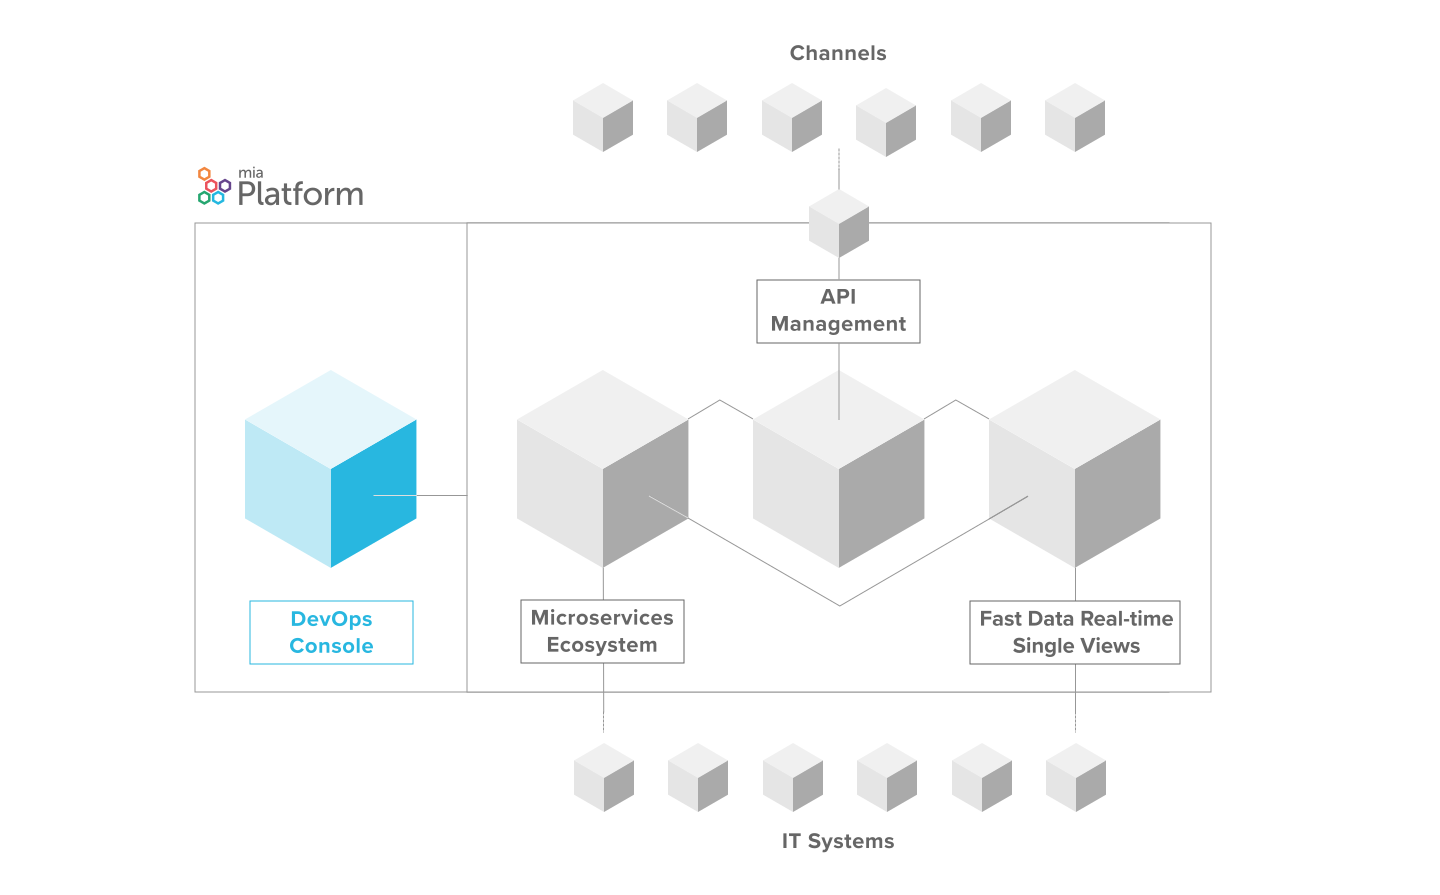 Channels
mia
Platform
API
Management
DevOps
Console
Microservices
Ecosystem
Fast Data Real-time
Single Views
IT Systems